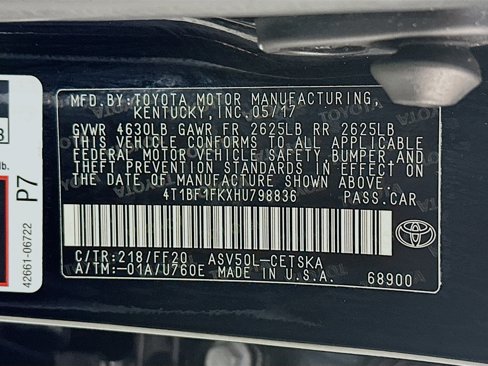 MFD.BY:TOYOTA MOTOR MANUFACTURING,
KENTUCKY,INC.05/17
GVWR 4630LB GAWR FR 2625LB RR 2625LB
THIS VEHICLE CONFORMS TO ALL APPLICABLE
FEDERAL MOTOR VEHICLE SAFETY,BUMPER,AND
THEFT PREVENTION STANDARDS IN EFFECT ON
THE DATE OF MANUFACTURE SHOWN ABOVE.
4T1BF1FKXHU798836 PASS.CAR
C/TR:218/FF20 ASV50L-CETSKA
A/TM:-01A/U760E MADE IN U.S.A. 68900
P7
42661-06722
lb.